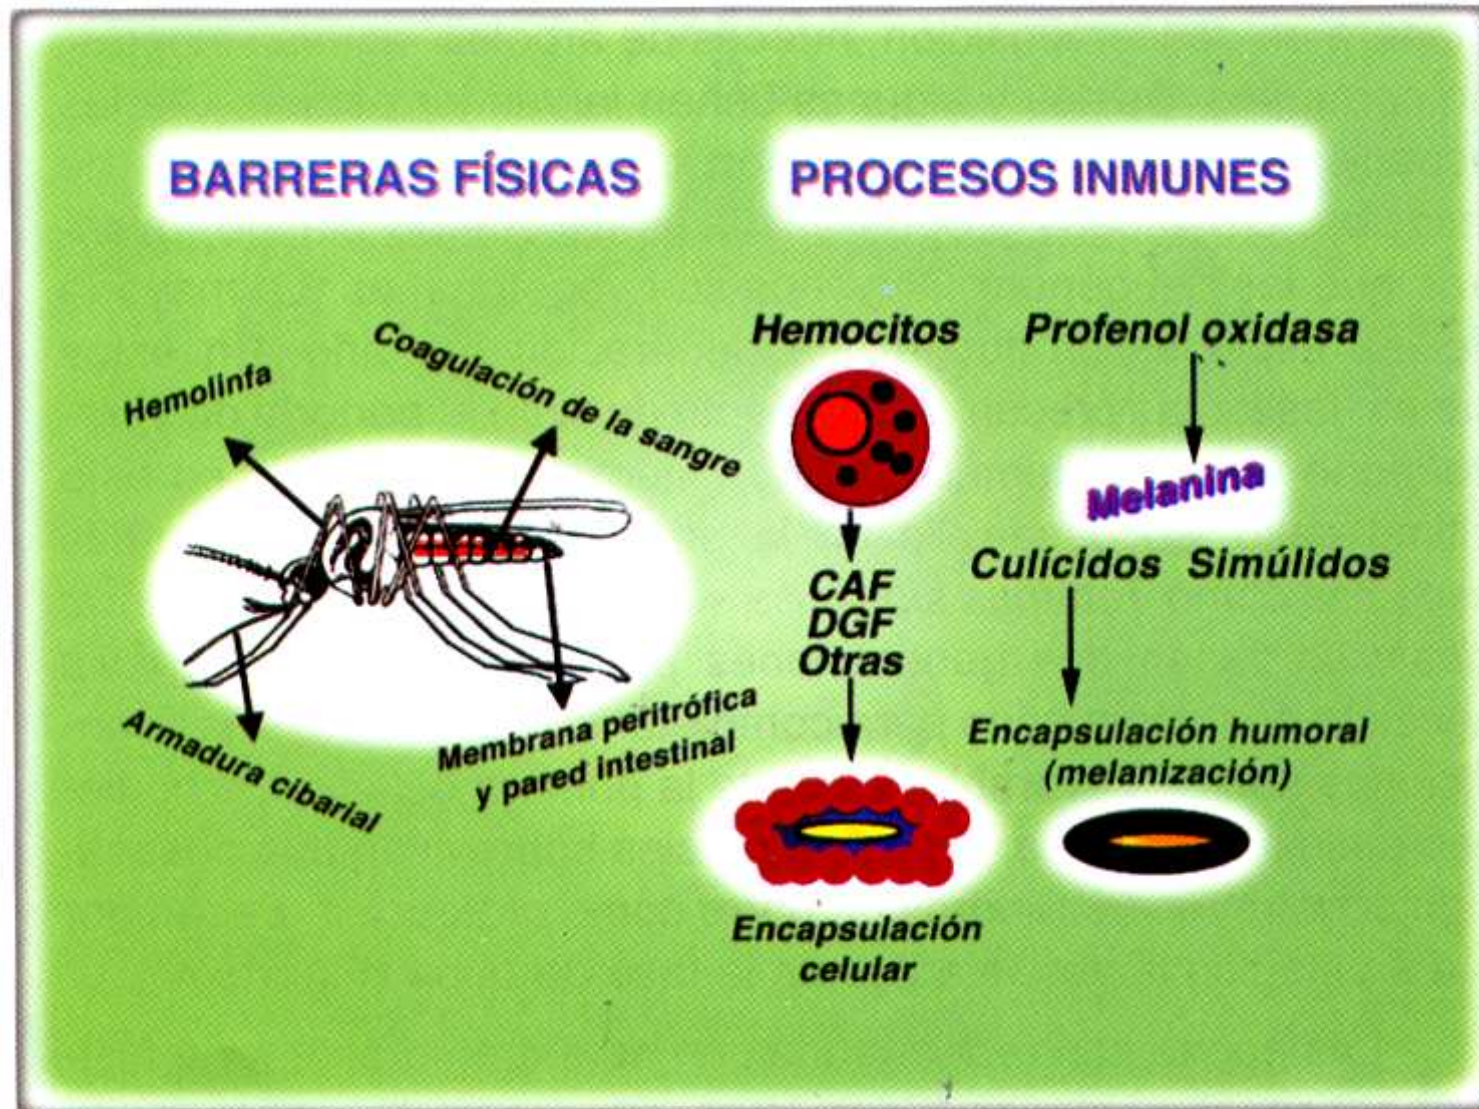 BARRERAS FÍSICAS
Hemolinfa
Coagulación de la sangre
Armadura cibarial
Membrana peritrófica
y pared intestinal
PROCESOS INMUNES
Hemocitos
CAF
DGF
Otras
Encapsulación
celular
Profenol oxidasa
Melanina
Culícidos Simúlidos
Encapsulación humoral
(melanización)